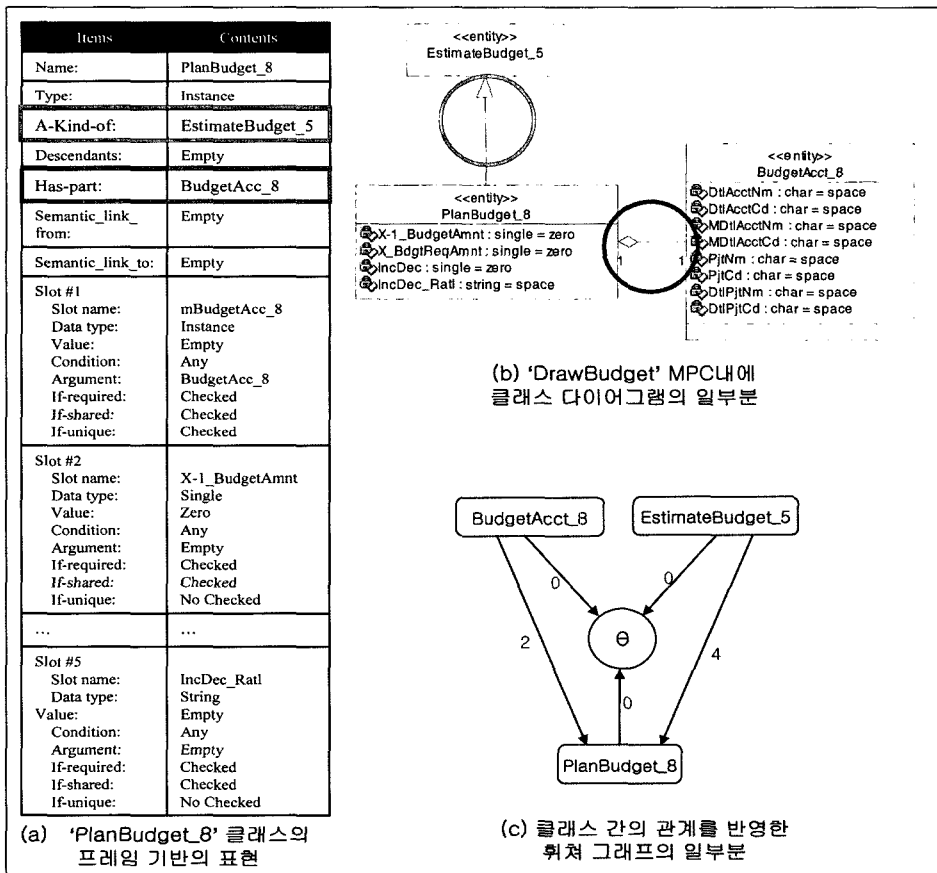 Items Contents
Name: PlanBudget_8
Type: Instance
A-Kind-of: EstimateBudget_5
Descendants: Empty
Has-part: BudgetAcc_8
Semantic_link_ Empty
from:
Semantic_link_to: Empty
Slot #1
Slot name: mBudgetAcc_8
Data type: Instance
Value: Empty
Condition: Any
Argument: BudgetAcc_8
If-required: Checked
If-shared: Checked
If-unique: Checked
Slot #2
Slot name: X-1_BudgetAmnt
Data type: Single
Value: Zero
Condition: Any
Argument: Empty
If-required: Checked
If-shared: Checked
If-unique: No Checked
... ...
Slot #5
Slot name: IncDec_Ratl
Data type: String
Value: Empty
Condition: Any
Argument: Empty
If-required: Checked
If-shared: Checked
If-unique: No Checked
(a) 'PlanBudget_8' 클래스의
프레임 기반의 표현
<<entity>>
EstimateBudget_5
<<entity>>
PlanBudget_8
X-1_BudgetAmnt : single = zero
X_BdgtReqAmnt : single = zero
IncDec : single = zero
IncDec_Ratl : string = space
1 1
<<entity>>
BudgetAcct_8
DtlAcctNm : char = space
DtlAcctCd : char = space
MDtlAcctNm : char = space
MDtlAcctCd : char = space
PjtNm : char = space
PjtCd : char = space
DtlPjtNm : char = space
DtlPjtCd : char = space
(b) 'DrawBudget' MPC내에
클래스 다이어그램의 일부분
BudgetAcct_8 EstimateBudget_5
0 0
2 Θ 4
0
PlanBudget_8
(c) 클래스 간의 관계를 반영한
휘쳐 그래프의 일부분